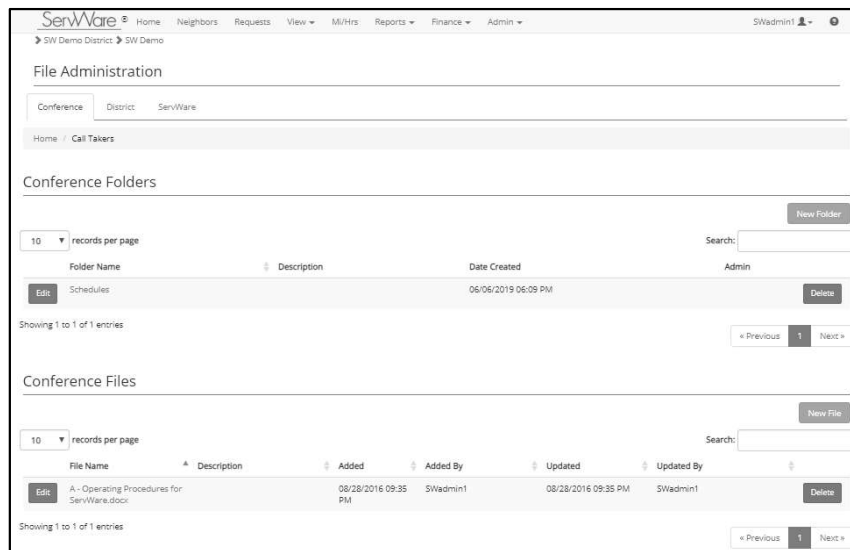 SerVWare ® Home Neighbors Requests View Mi/Hrs Reports Finance Admin SWadmin1
SW Demo District SW Demo
File Administration
Conference District ServWare
Home / Call Takers
Conference Folders
New Folder
10 records per page Search:
Folder Name Description Date Created Admin
Edit Schedules 06/06/2019 06:09 PM Delete
Showing 1 to 1 of 1 entries
« Previous 1 Next »
Conference Files
New File
10 records per page Search:
File Name Description Added Added By Updated Updated By
Edit A - Operating Procedures for 08/28/2016 09:35 SWadmin1 08/28/2016 09:35 PM SWadmin1 Delete
ServWare.docx PM
Showing 1 to 1 of 1 entries
« Previous 1 Next »